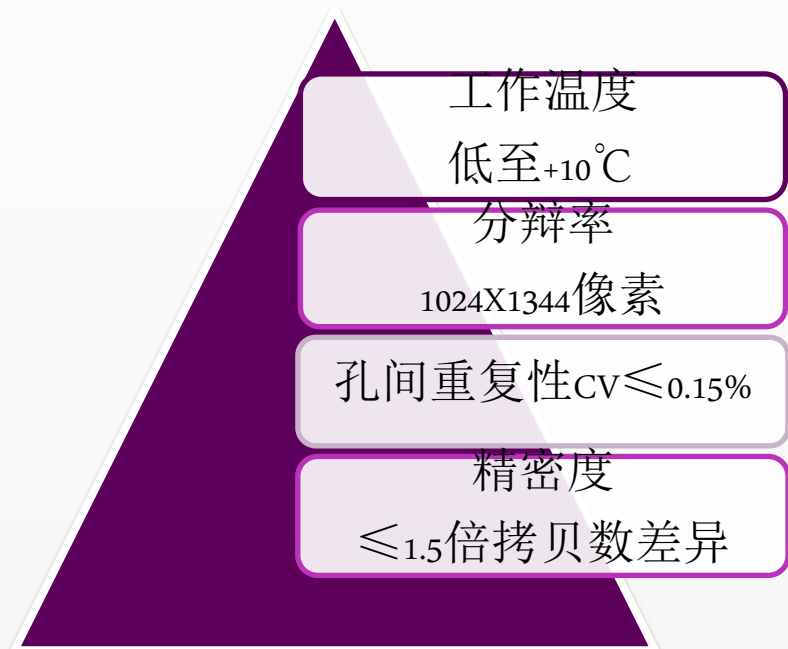 工作温度
低至+10℃
分辩率
1024X1344像素
孔间重复性CV≤0.15%
精密度
≤1.5倍拷贝数差异